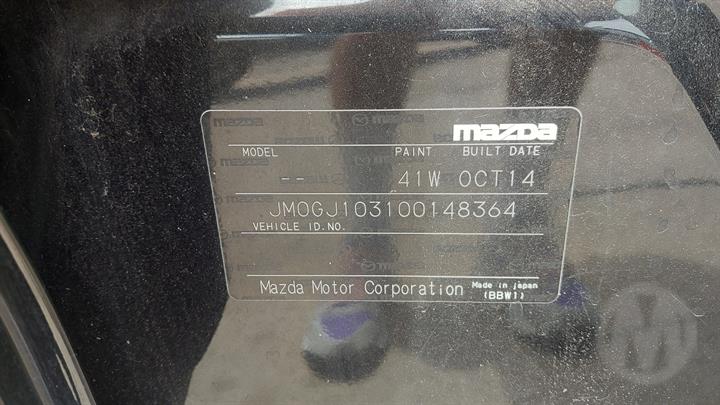 mazda
MODEL PAINT BUILT DATE
-- 41W OCT14
JM0GJ103100148364
VEHICLE ID.NO.
Mazda Motor Corporation Made in japan
(BBW1)
M